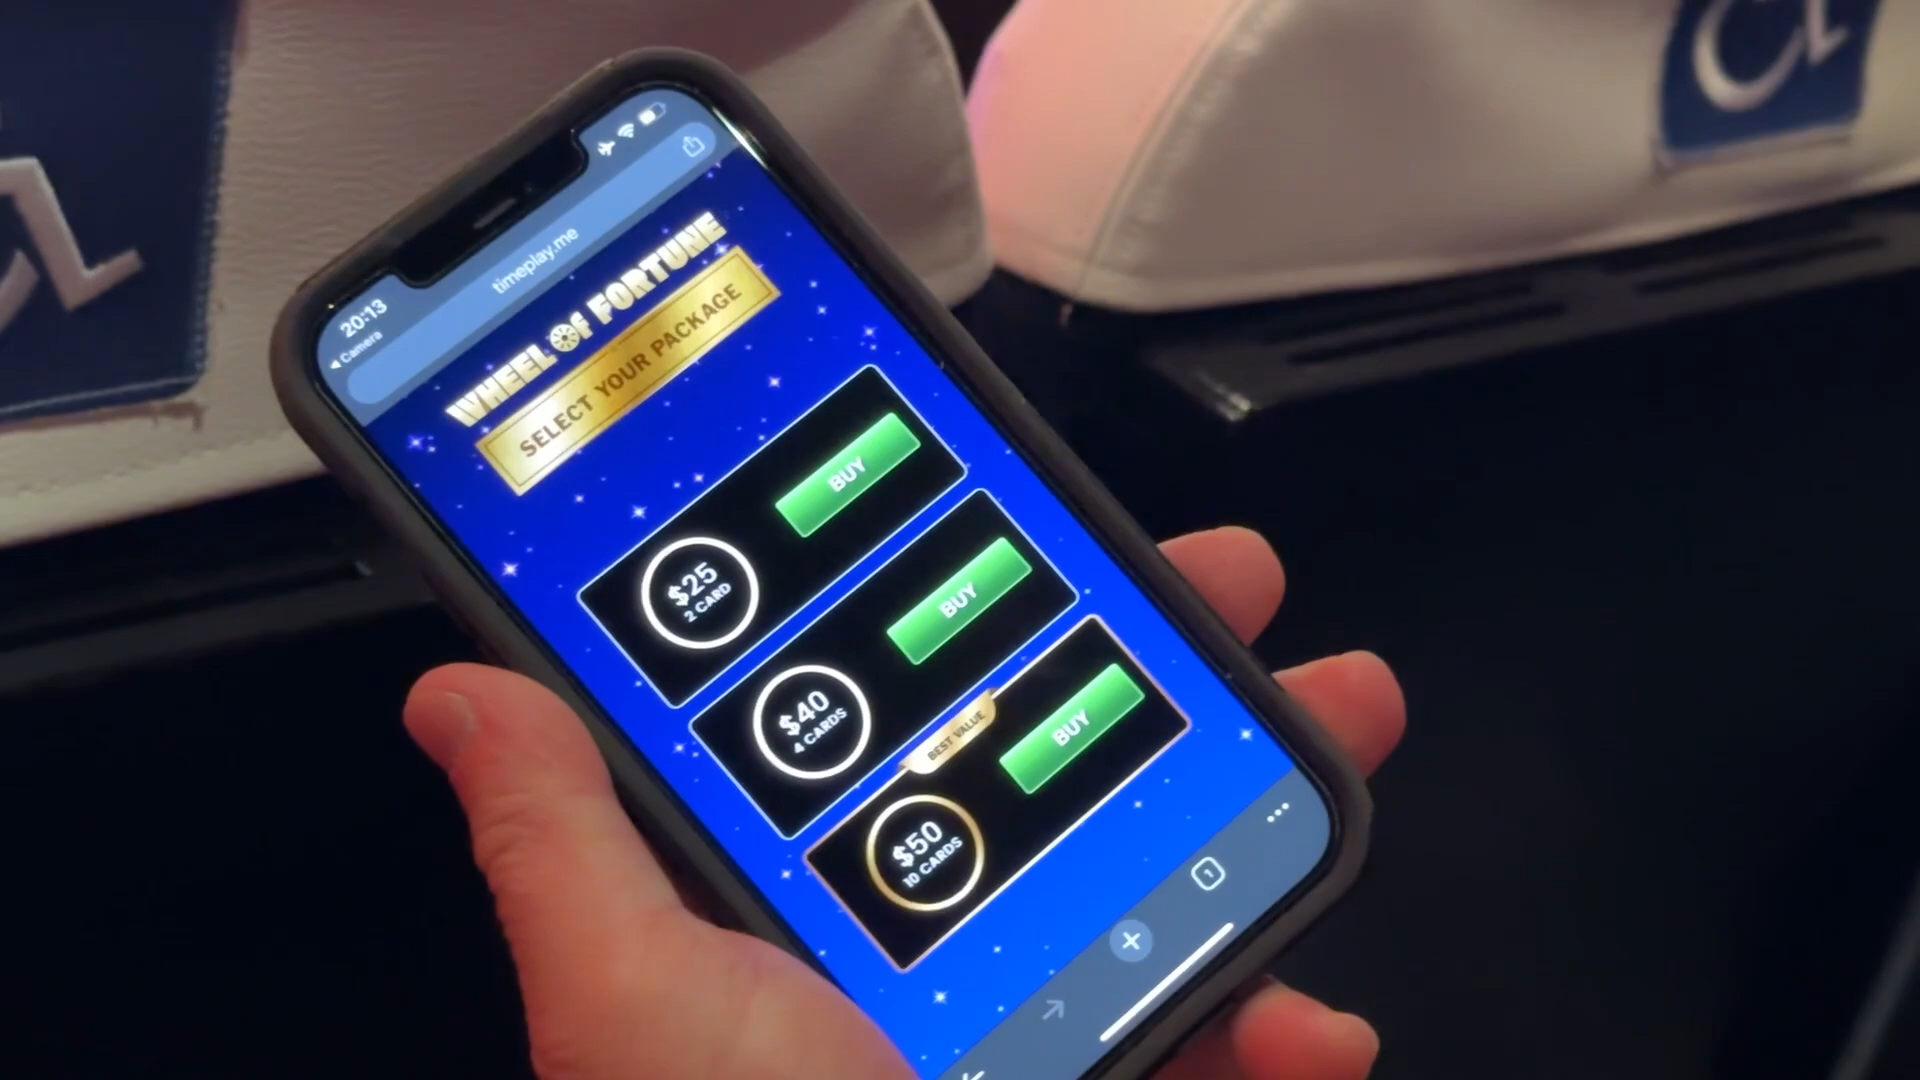 20:13
Camera
timeplay.me
WHEEL OF FORTUNE
SELECT YOUR PACKAGE
$25
2 CARD
BUY
$40
4 CARDS
BUY
BEST VALUE
$50
10 CARDS
BUY
1